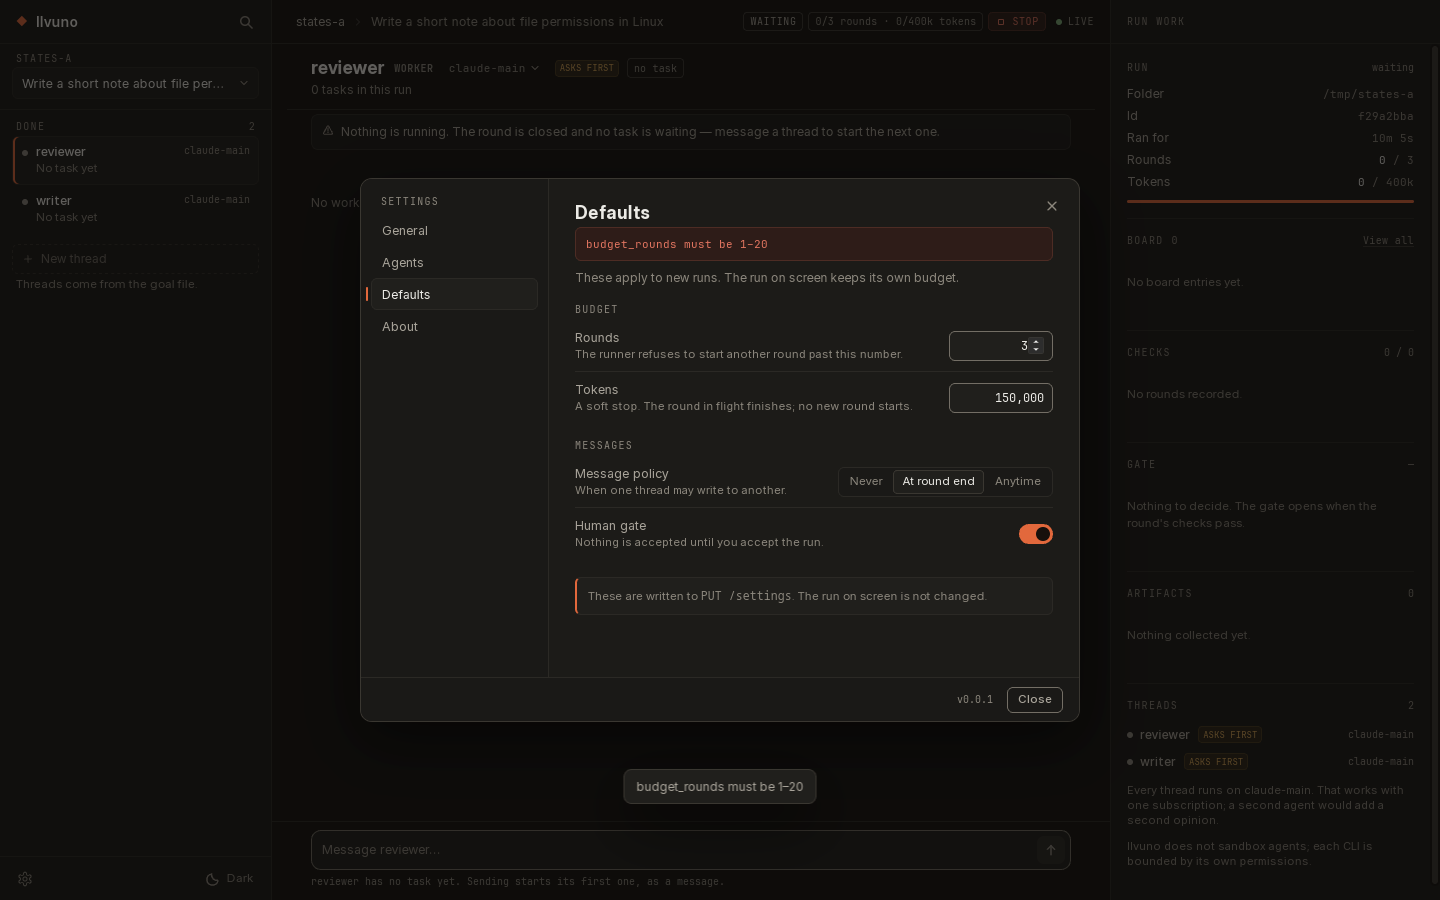 llvuno
STATES-A
Write a short note about file per…
DONE 2
reviewer claude-main
No task yet
writer claude-main
No task yet
+ New thread
Threads come from the goal file.
Dark
states-a > Write a short note about file permissions in Linux
WAITING 0/3 rounds · 0/400k tokens STOP LIVE
reviewer WORKER claude-main ASKS FIRST no task
0 tasks in this run
Nothing is running. The round is closed and no task is waiting — message a thread to start the next one.
No work
SETTINGS
General
Agents
Defaults
About
Defaults
budget_rounds must be 1–20
These apply to new runs. The run on screen keeps its own budget.
BUDGET
Rounds
The runner refuses to start another round past this number.
3
Tokens
A soft stop. The round in flight finishes; no new round starts.
150,000
MESSAGES
Message policy
When one thread may write to another.
Never At round end Anytime
Human gate
Nothing is accepted until you accept the run.
These are written to PUT /settings. The run on screen is not changed.
v0.0.1 Close
budget_rounds must be 1–20
Message reviewer…
reviewer has no task yet. Sending starts its first one, as a message.
RUN WORK
RUN waiting
Folder /tmp/states-a
Id f29a2bba
Ran for 10m 5s
Rounds 0 / 3
Tokens 0 / 400k
BOARD 0 View all
No board entries yet.
CHECKS 0 / 0
No rounds recorded.
GATE —
Nothing to decide. The gate opens when the
round's checks pass.
ARTIFACTS 0
Nothing collected yet.
THREADS 2
reviewer ASKS FIRST claude-main
writer ASKS FIRST claude-main
Every thread runs on claude-main. That works with
one subscription; a second agent would add a
second opinion.
llvuno does not sandbox agents; each CLI is
bounded by its own permissions.